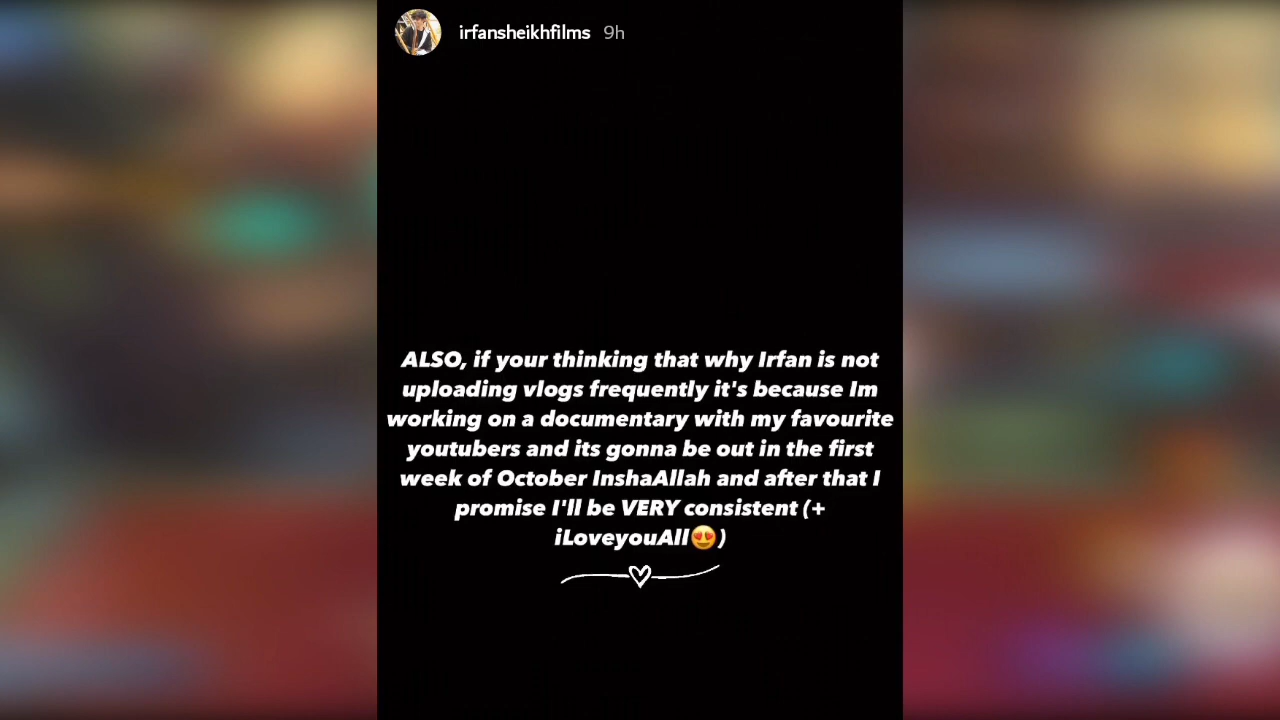 irfansheikhfilms 9h
ALSO, if your thinking that why Irfan is not
uploading vlogs frequently it's because Im
working on a documentary with my favourite
youtubers and its gonna be out in the first
week of October InshaAllah and after that I
promise I'll be VERY consistent (+
iLoveyouAll😍)